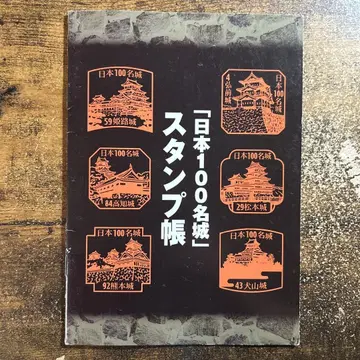 「日本100名城」
スタンプ帳
日本100名城
59姫路城
4弘前城
日本100名城
日本100名城
84高知城
日本100名城
29松本城
日本100名城
92熊本城
日本100名城
43犬山城